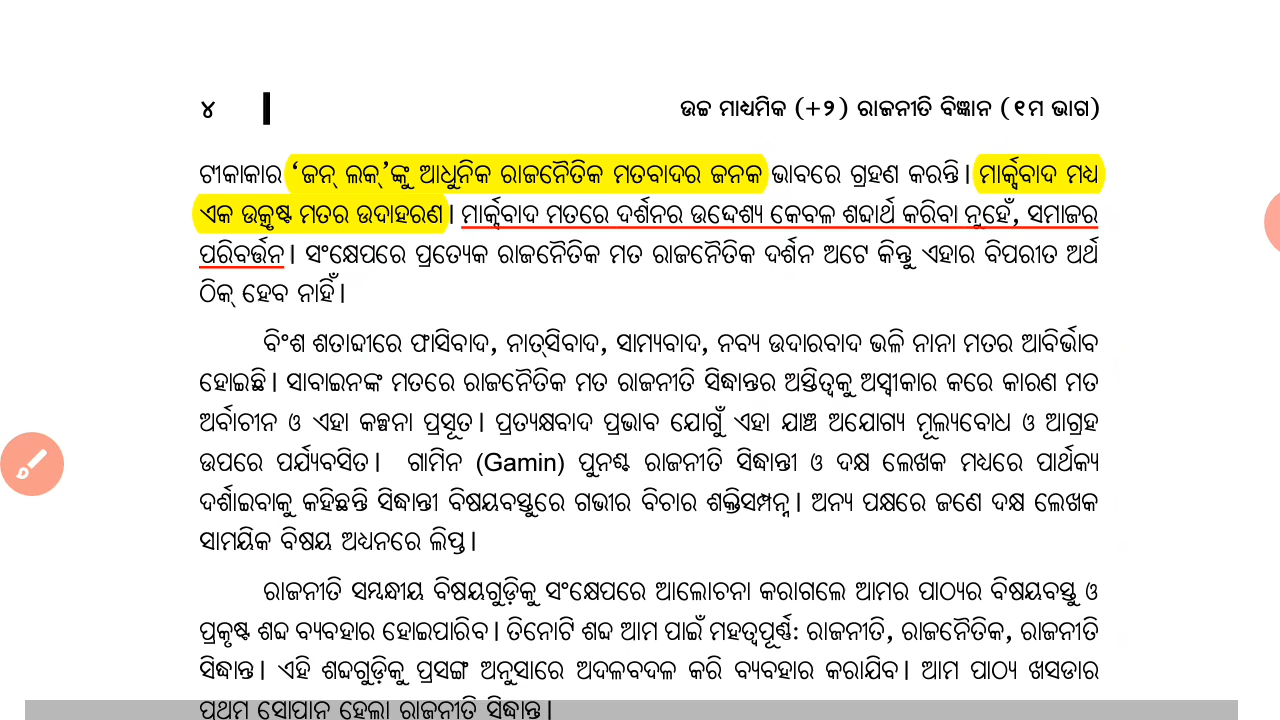 ୪ ଉଚ୍ଚ ମାଧ୍ୟମିକ (+୨) ରାଜନୀତି ବିଜ୍ଞାନ (୧ମ ଭାଗ)
ଟୀକାକାର ‘ଜନ୍ ଲକ୍’ଙ୍କୁ ଆଧୁନିକ ରାଜନୈତିକ ମତବାଦର ଜନକ ଭାବରେ ଗ୍ରହଣ କରନ୍ତି। ମାର୍କ୍ସବାଦ ମଧ୍ୟ
ଏକ ଉତ୍କୃଷ୍ଟ ମତର ଉଦାହରଣ। ମାର୍କ୍ସବାଦ ମତରେ ଦର୍ଶନର ଉଦ୍ଦେଶ୍ୟ କେବଳ ଶବ୍ଦାର୍ଥ କରିବା ନୁହେଁ, ସମାଜର
ପରିବର୍ତ୍ତନ। ସଂକ୍ଷେପରେ ପ୍ରତ୍ୟେକ ରାଜନୈତିକ ମତ ରାଜନୈତିକ ଦର୍ଶନ ଅଟେ କିନ୍ତୁ ଏହାର ବିପରୀତ ଅର୍ଥ
ଠିକ୍ ହେବ ନାହିଁ।
ବିଂଶ ଶତାବ୍ଦୀରେ ଫାସିବାଦ, ନାତ୍‌ସିବାଦ, ସାମ୍ୟବାଦ, ନବ୍ୟ ଉଦାରବାଦ ଭଳି ନାନା ମତର ଆବିର୍ଭାବ
ହୋଇଛି। ସାବାଇନଙ୍କ ମତରେ ରାଜନୈତିକ ମତ ରାଜନୀତି ସିଦ୍ଧାନ୍ତର ଅସ୍ତିତ୍ୱକୁ ଅସ୍ୱୀକାର କରେ କାରଣ ମତ
ଅର୍ବାଚୀନ ଓ ଏହା କଳ୍ପନା ପ୍ରସୂତ। ପ୍ରତ୍ୟକ୍ଷବାଦ ପ୍ରଭାବ ଯୋଗୁଁ ଏହା ଯାଞ୍ଚ ଅଯୋଗ୍ୟ ମୂଲ୍ୟବୋଧ ଓ ଆଗ୍ରହ
ଉପରେ ପର୍ଯ୍ୟବସିତ। ଗାମିନ (Gamin) ପୁନଶ୍ଚ ରାଜନୀତି ସିଦ୍ଧାନ୍ତୀ ଓ ଦକ୍ଷ ଲେଖକ ମଧ୍ୟରେ ପାର୍ଥକ୍ୟ
ଦର୍ଶାଇବାକୁ କହିଛନ୍ତି ସିଦ୍ଧାନ୍ତୀ ବିଷୟବସ୍ତୁରେ ଗଭୀର ବିଚାର ଶକ୍ତିସମ୍ପନ୍ନ। ଅନ୍ୟ ପକ୍ଷରେ ଜଣେ ଦକ୍ଷ ଲେଖକ
ସାମୟିକ ବିଷୟ ଅଧ୍ୟନରେ ଲିପ୍ତ।
ରାଜନୀତି ସମ୍ବନ୍ଧୀୟ ବିଷୟଗୁଡ଼ିକୁ ସଂକ୍ଷେପରେ ଆଲୋଚନା କରାଗଲେ ଆମର ପାଠ୍ୟର ବିଷୟବସ୍ତୁ ଓ
ପ୍ରକୃଷ୍ଟ ଶବ୍ଦ ବ୍ୟବହାର ହୋଇପାରିବ। ତିନୋଟି ଶବ୍ଦ ଆମ ପାଇଁ ମହତ୍ୱପୂର୍ଣ୍ଣ: ରାଜନୀତି, ରାଜନୈତିକ, ରାଜନୀତି
ସିଦ୍ଧାନ୍ତ। ଏହି ଶବ୍ଦଗୁଡ଼ିକୁ ପ୍ରସଙ୍ଗ ଅନୁସାରେ ଅଦଳବଦଳ କରି ବ୍ୟବହାର କରାଯିବ। ଆମ ପାଠ୍ୟ ଖସଡାର
ପ୍ରଥମ ସୋପାନ ହେଲା ରାଜନୀତି ସିଦ୍ଧାନ୍ତ।